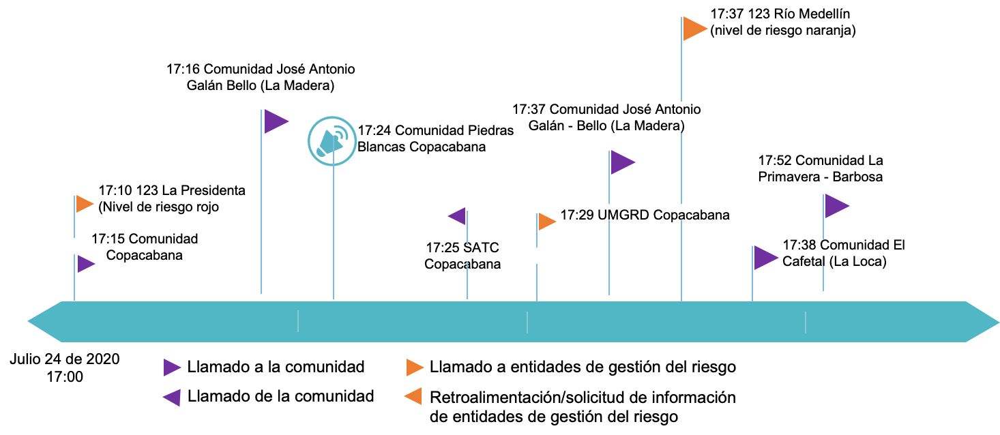 17:37 123 Río Medellín
(nivel de riesgo naranja)
17:16 Comunidad José Antonio
Galán Bello (La Madera)
17:37 Comunidad José Antonio
Galán - Bello (La Madera)
17:24 Comunidad Piedras
Blancas Copacabana
17:52 Comunidad La
Primavera - Barbosa
17:10 123 La Presidenta
(Nivel de riesgo rojo
17:29 UMGRD Copacabana
17:15 Comunidad
Copacabana
17:25 SATC
Copacabana
17:38 Comunidad El
Cafetal (La Loca)
Julio 24 de 2020
17:00
Llamado a la comunidad
Llamado de la comunidad
Llamado a entidades de gestión del riesgo
Retroalimentación/solicitud de información
de entidades de gestión del riesgo